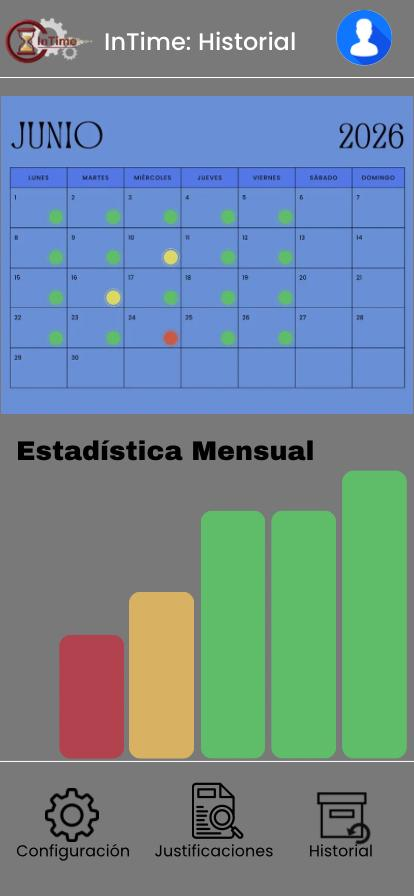 InTime
InTime: Historial
JUNIO 2026
LUNES MARTES MIÉRCOLES JUEVES VIERNES SÁBADO DOMINGO
1 2 3 4 5 6 7
8 9 10 11 12 13 14
15 16 17 18 19 20 21
22 23 24 25 26 27 28
29 30
Estadística Mensual
Configuración Justificaciones Historial